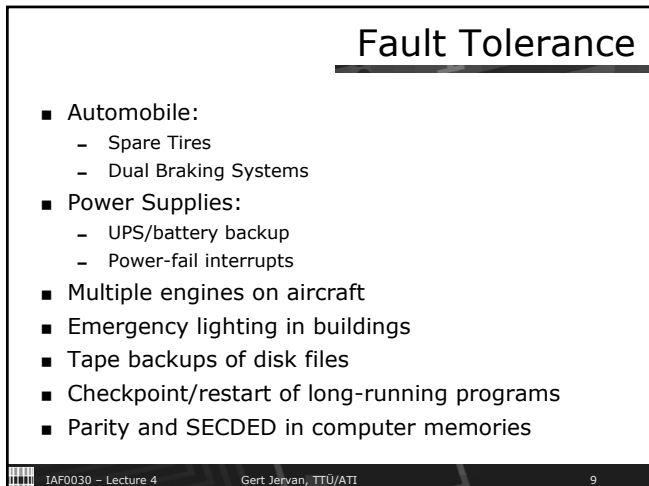 Fault Tolerance
■ Automobile:
– Spare Tires
– Dual Braking Systems
■ Power Supplies:
– UPS/battery backup
– Power-fail interrupts
■ Multiple engines on aircraft
■ Emergency lighting in buildings
■ Tape backups of disk files
■ Checkpoint/restart of long-running programs
■ Parity and SECDED in computer memories
IAF0030 – Lecture 4 Gert Jervan, TTÜ/ATI 9